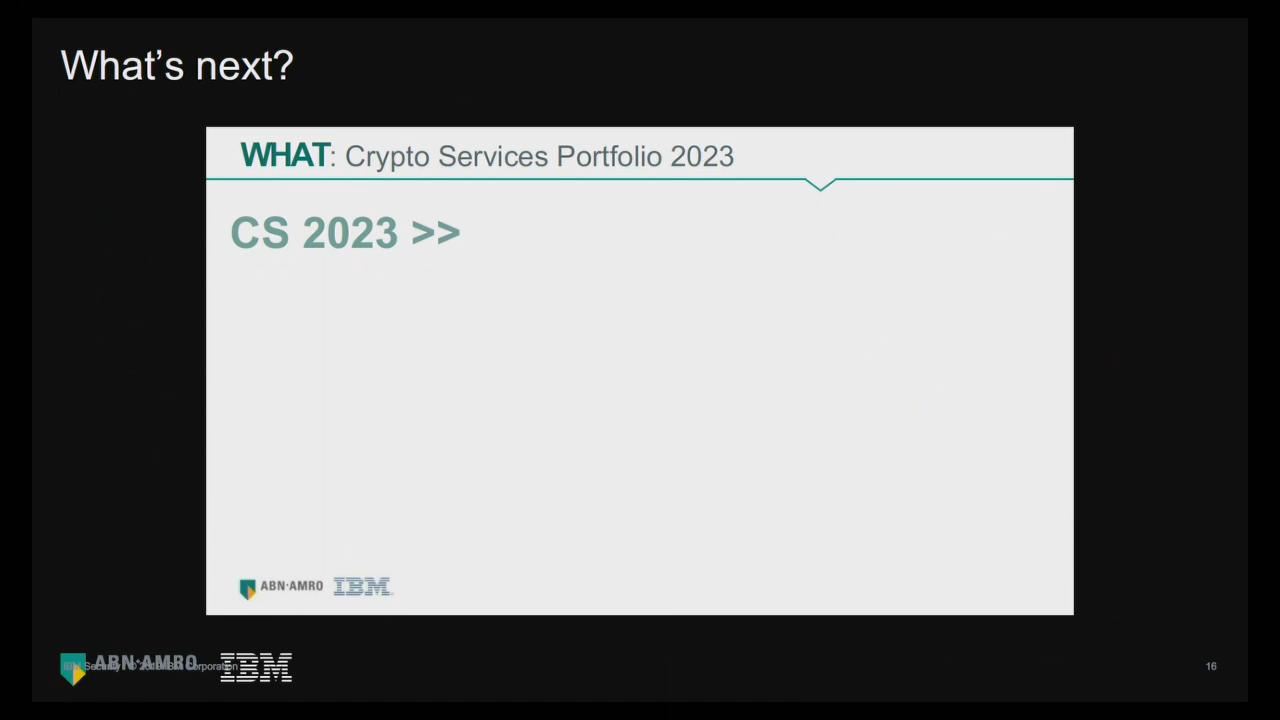 What's next?
WHAT: Crypto Services Portfolio 2023
CS 2023 >>
ABN·AMRO IBM
ABN·AMRO IBM
16